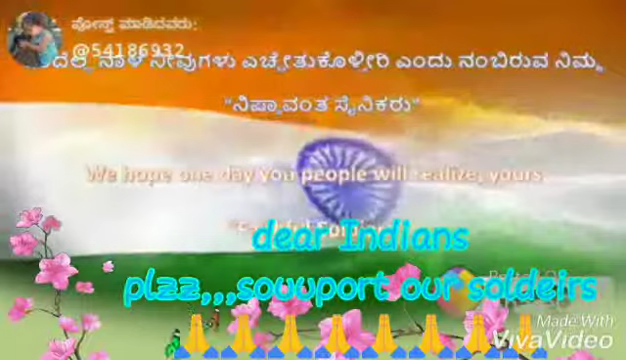 ಪೋಸ್ಟ್ ಮಾಡಿದವರು:
@54186932
ನಾಳೆ ನೀವುಗಳು ಎಚ್ಚೇತುಕೊಳ್ತೀರಿ ಎಂದು ನಂಬಿರುವ ನಿಮ್ಮ
"ನಿಷ್ಠಾವಂತ ಸೈನಿಕರು"
We hope one day you people will realize, yours
dear Indians
plzz,,,souuport our soldeirs
🙏🙏🙏🙏🙏🙏🙏🙏
Made With
VivaVideo